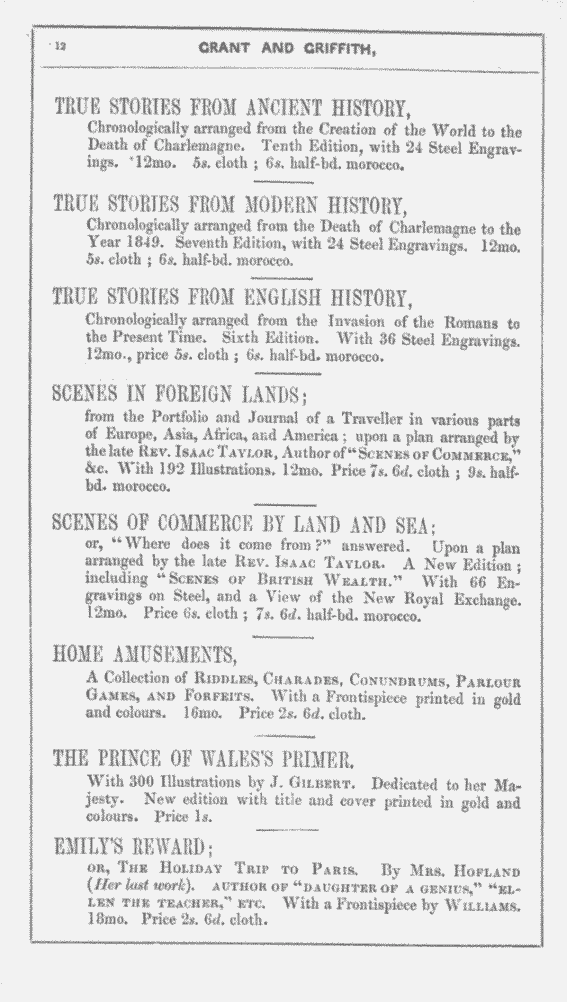 12
GRANT AND GRIFFITH,
TRUE STORIES FROM ANCIENT HISTORY,
Chronologically arranged from the Creation of the World to the
Death of Charlemagne. Tenth Edition, with 24 Steel Engrav-
ings. 12mo. 5s. cloth ; 6s. half-bd. morocco.
TRUE STORIES FROM MODERN HISTORY,
Chronologically arranged from the Death of Charlemagne to the
Year 1849. Seventh Edition, with 24 Steel Engravings. 12mo.
5s. cloth ; 6s. half-bd. morocco.
TRUE STORIES FROM ENGLISH HISTORY,
Chronologically arranged from the Invasion of the Romans to
the Present Time. Sixth Edition. With 36 Steel Engravings.
12mo., price 5s. cloth ; 6s. half-bd. morocco.
SCENES IN FOREIGN LANDS;
from the Portfolio and Journal of a Traveller in various parts
of Europe, Asia, Africa, and America ; upon a plan arranged by
the late REV. ISAAC TAYLOR, Author of "SCENES OF COMMERCE,"
&c. With 192 Illustrations. 12mo. Price 7s. 6d. cloth ; 9s. half-
bd. morocco.
SCENES OF COMMERCE BY LAND AND SEA;
or, "Where does it come from?" answered. Upon a plan
arranged by the late REV. ISAAC TAYLOR. A New Edition ;
including "SCENES OF BRITISH WEALTH." With 66 En-
gravings on Steel, and a View of the New Royal Exchange.
12mo. Price 6s. cloth ; 7s. 6d. half-bd. morocco.
HOME AMUSEMENTS,
A Collection of RIDDLES, CHARADES, CONUNDRUMS, PARLOUR
GAMES, AND FORFEITS. With a Frontispiece printed in gold
and colours. 16mo. Price 2s. 6d. cloth.
THE PRINCE OF WALES'S PRIMER.
With 300 Illustrations by J. GILBERT. Dedicated to her Ma-
jesty. New edition with title and cover printed in gold and
colours. Price 1s.
EMILY'S REWARD;
OR, THE HOLIDAY TRIP TO PARIS. By MRS. HOFLAND
(Her last work). AUTHOR OF "DAUGHTER OF A GENIUS," "EL-
LEN THE TEACHER," ETC. With a Frontispiece by WILLIAMS.
18mo. Price 2s. 6d. cloth.